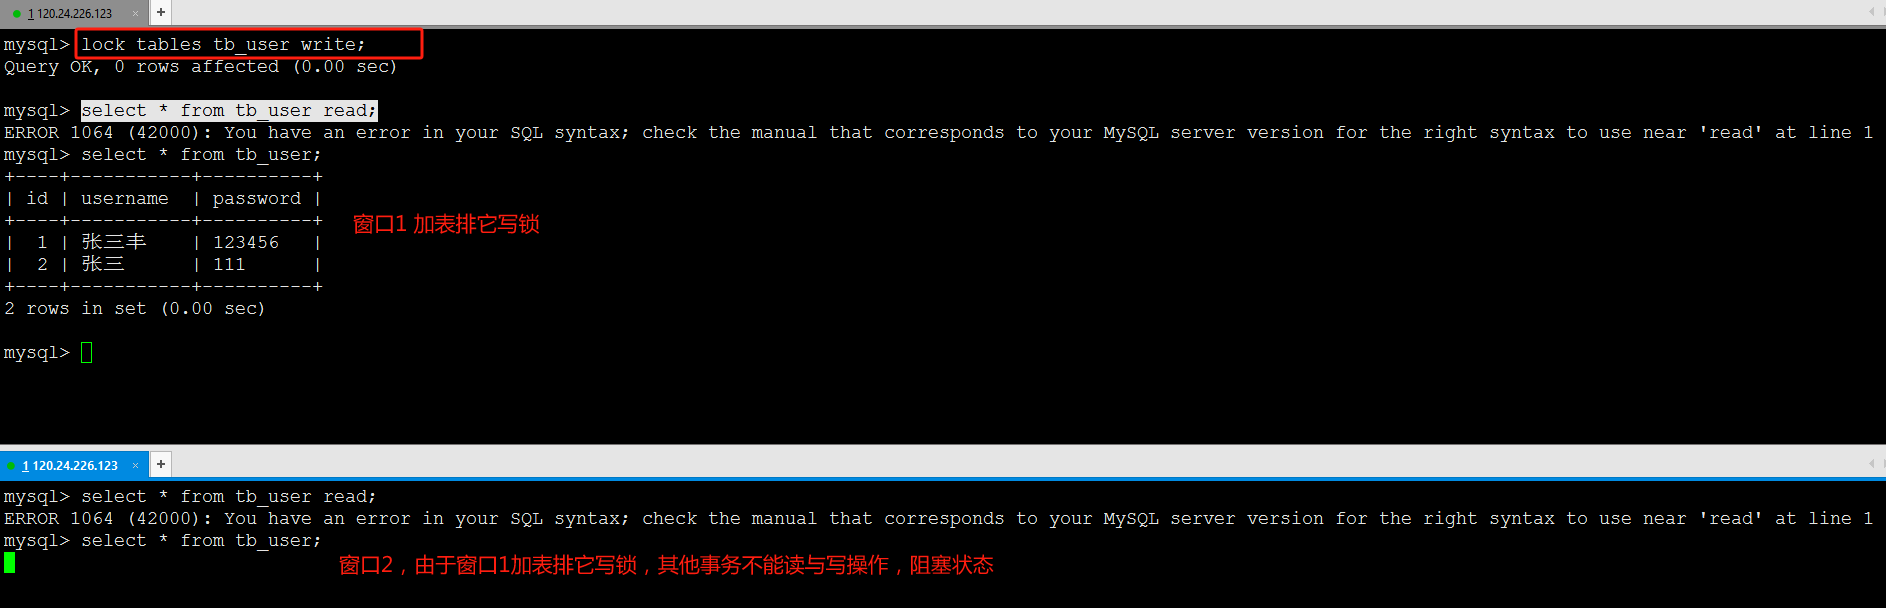 1 120.24.226.123 × +
mysql> lock tables tb_user write;
Query OK, 0 rows affected (0.00 sec)
mysql> select * from tb_user read;
ERROR 1064 (42000): You have an error in your SQL syntax; check the manual that corresponds to your MySQL server version for the right syntax to use near 'read' at line 1
mysql> select * from tb_user;
+----+-----------+----------+
| id | username  | password |
+----+-----------+----------+
|  1 | 张三丰    | 123456   |
|  2 | 张三      | 111      |
+----+-----------+----------+
窗口1 加表排它写锁
2 rows in set (0.00 sec)
mysql>
1 120.24.226.123 × +
mysql> select * from tb_user read;
ERROR 1064 (42000): You have an error in your SQL syntax; check the manual that corresponds to your MySQL server version for the right syntax to use near 'read' at line 1
mysql> select * from tb_user;
窗口2，由于窗口1加表排它写锁，其他事务不能读与写操作，阻塞状态